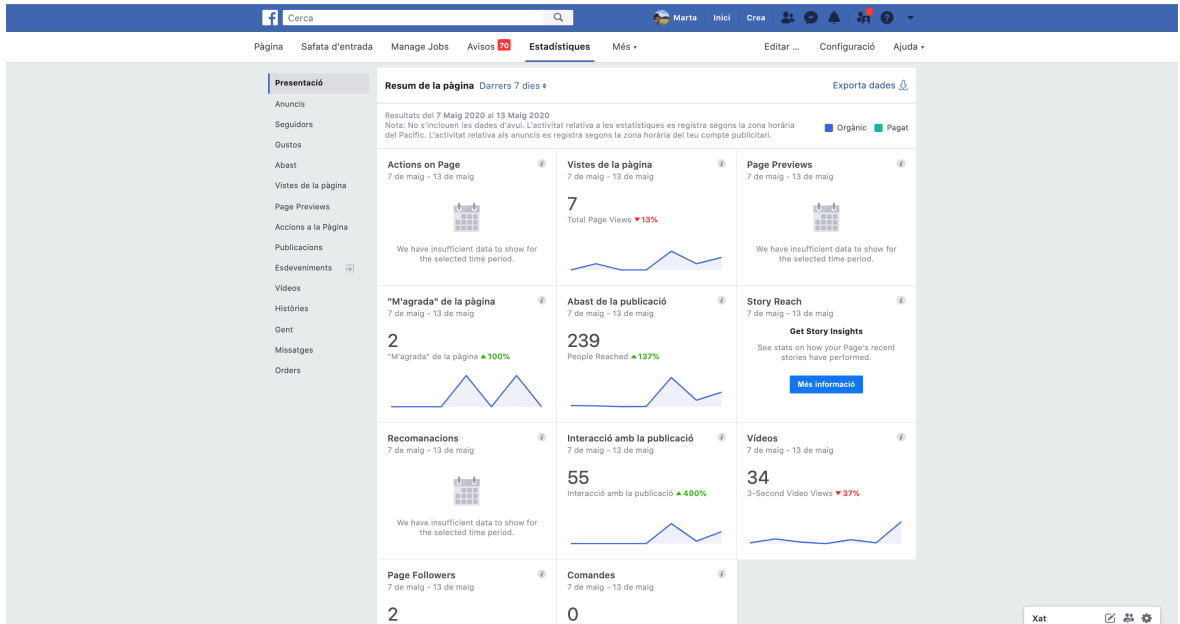 Cerca
Marta Inici Crea
Pàgina Safata d'entrada Manage Jobs Avisos 70 Estadístiques Més Editar ... Configuració Ajuda
Presentació
Anuncis
Seguidors
Gustos
Abast
Vistes de la pàgina
Page Previews
Accions a la Pàgina
Publicacions
Esdeveniments
Vídeos
Històries
Gent
Missatges
Orders
Resum de la pàgina Darrers 7 dies
Exporta dades
Resultats del 7 Maig 2020 al 13 Maig 2020
Nota: No s'inclouen les dades d'avui. L'activitat relativa a les estadístiques es registra segons la zona horària
del Pacífic. L'activitat relativa als anuncis es registra segons la zona horària del teu compte publicitari.
Orgànic Pagat
Actions on Page
7 de maig - 13 de maig
We have insufficient data to show for
the selected time period.
Vistes de la pàgina
7 de maig - 13 de maig
7
Total Page Views ▼13%
Page Previews
7 de maig - 13 de maig
We have insufficient data to show for
the selected time period.
"M'agrada" de la pàgina
7 de maig - 13 de maig
2
"M'agrada" de la pàgina ▲100%
Abast de la publicació
7 de maig - 13 de maig
239
People Reached ▲137%
Story Reach
7 de maig - 13 de maig
Get Story Insights
See stats on how your Page's recent
stories have performed.
Més informació
Recomanacions
7 de maig - 13 de maig
We have insufficient data to show for
the selected time period.
Interacció amb la publicació
7 de maig - 13 de maig
55
Interacció amb la publicació ▲400%
Vídeos
7 de maig - 13 de maig
34
3-Second Video Views ▼37%
Page Followers
7 de maig - 13 de maig
2
Comandes
7 de maig - 13 de maig
0
Xat